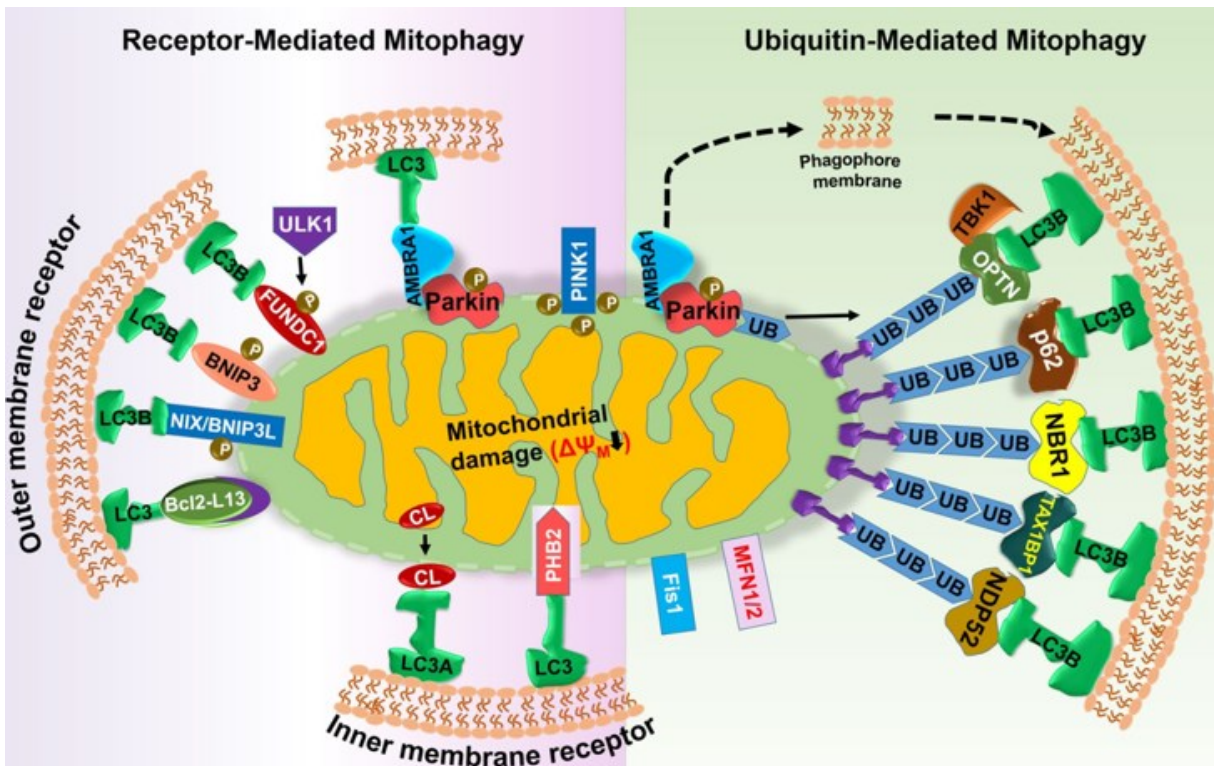 Receptor-Mediated Mitophagy
Ubiquitin-Mediated Mitophagy
Outer membrane receptor
LC3
AMBRA1
Parkin
P
ULK1
LC3B
FUNDC1
P
LC3B
BNIP3
P
LC3B
NIX/BNIP3L
P
LC3
Bcl2-L13
PINK1
P
P
P
Mitochondrial
damage (ΔΨM)
CL
CL
LC3A
PHB2
LC3
Inner membrane receptor
Fis1
MFN1/2
AMBRA1
Parkin
P
UB
Phagophore
membrane
TBK1
OPTN
LC3B
UB UB UB
p62
LC3B
UB UB UB
NBR1
LC3B
UB UB UB
TAX1BP1
LC3B
UB UB UB
NDP52
LC3B
UB UB UB